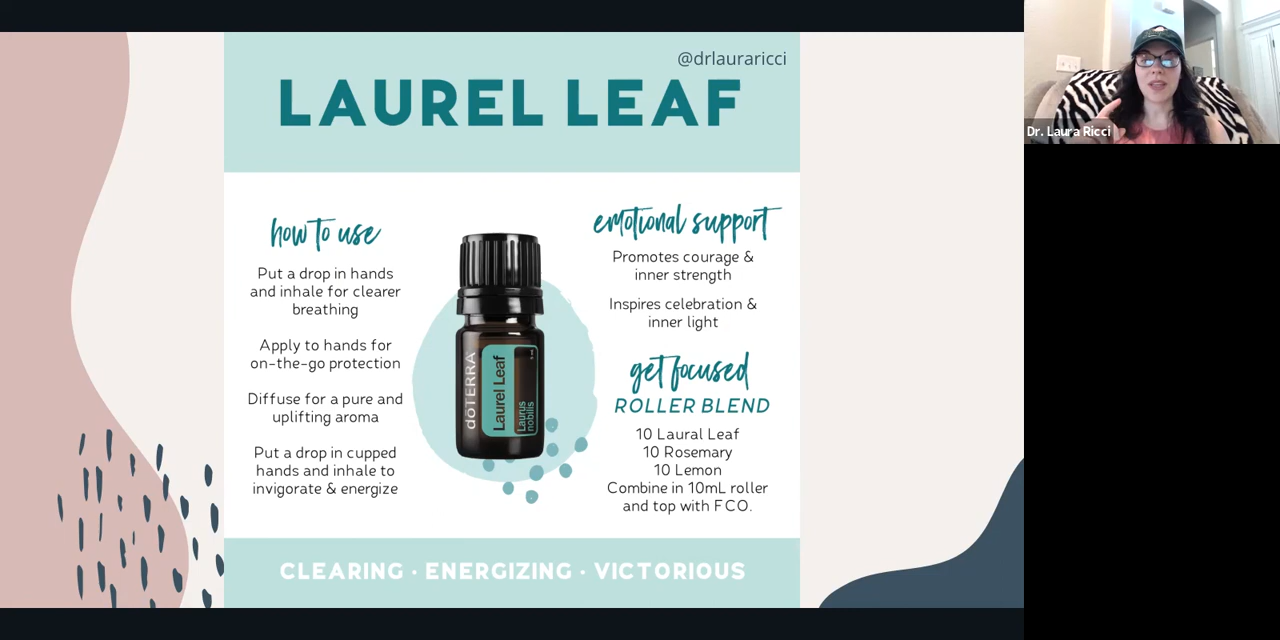 @drlauraricci
LAUREL LEAF
how to use
Put a drop in hands
and inhale for clearer
breathing
Apply to hands for
on-the-go protection
Diffuse for a pure and
uplifting aroma
Put a drop in cupped
hands and inhale to
invigorate & energize
dōTERRA
Laurel Leaf
Laurus
nobilis
emotional support
Promotes courage &
inner strength
Inspires celebration &
inner light
get focused
ROLLER BLEND
10 Laural Leaf
10 Rosemary
10 Lemon
Combine in 10mL roller
and top with FCO.
CLEARING · ENERGIZING · VICTORIOUS
Dr. Laura Ricci